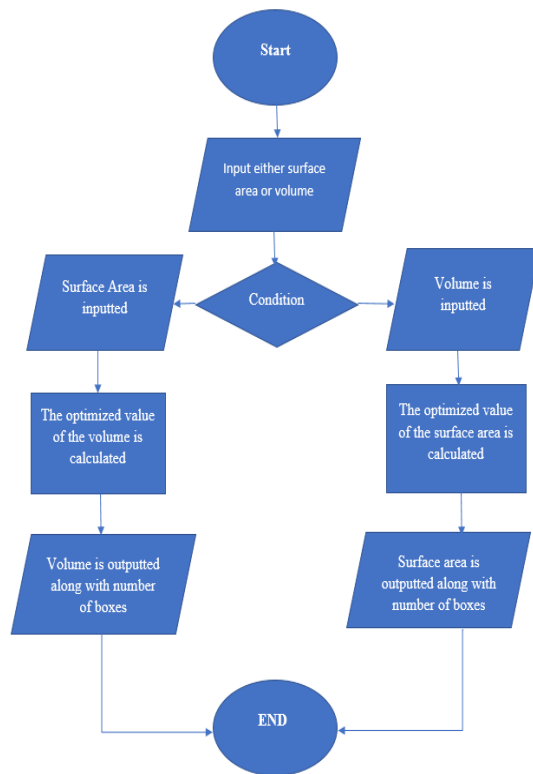 Start
Input either surface
area or volume
Condition
Surface Area is
inputted
Volume is
inputted
The optimized value
of the volume is
calculated
The optimized value
of the surface area is
calculated
Volume is outputted
along with number
of boxes
Surface area is
outputted along with
number of boxes
END